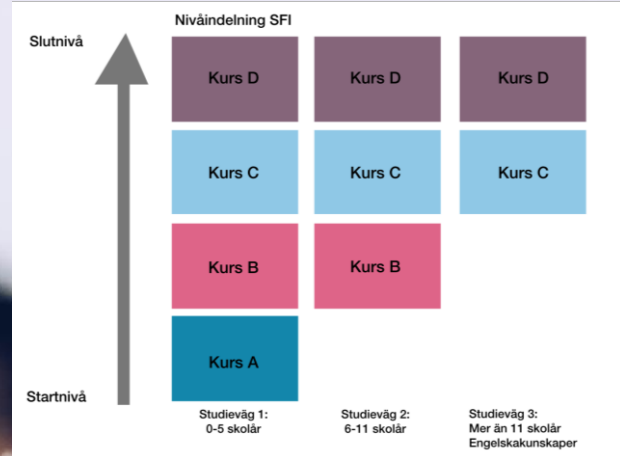 Nivåindelning SFI
Slutnivå
Kurs D Kurs D Kurs D
Kurs C Kurs C Kurs C
Kurs B Kurs B
Kurs A
Startnivå
Studieväg 1:
0-5 skolår
Studieväg 2:
6-11 skolår
Studieväg 3:
Mer än 11 skolår
Engelskakunskaper